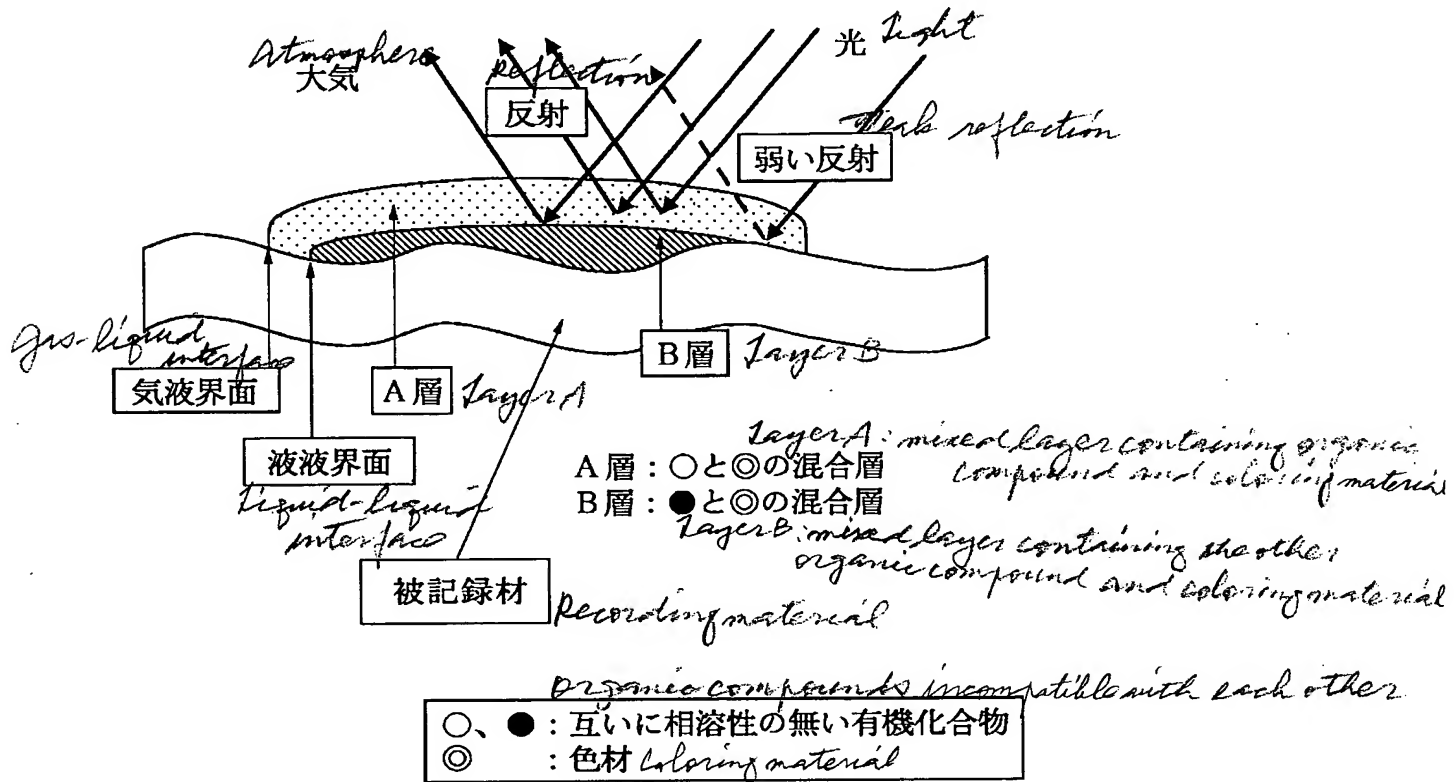 Atmosphere
大気
Reflection
反射
光 Light
Weak reflection
弱い反射
Gas-liquid
interface
気液界面
A層 Layer A
B層 Layer B
液液界面
Liquid-liquid
interface
Layer A: mixed layer containing organic
compound and coloring material
A層：○と◎の混合層
B層：●と◎の混合層
Layer B: mixed layer containing the other
organic compound and coloring material
被記録材
Recording material
Organic compounds incompatible with each other
○、●：互いに相溶性の無い有機化合物
◎：色材 Coloring material